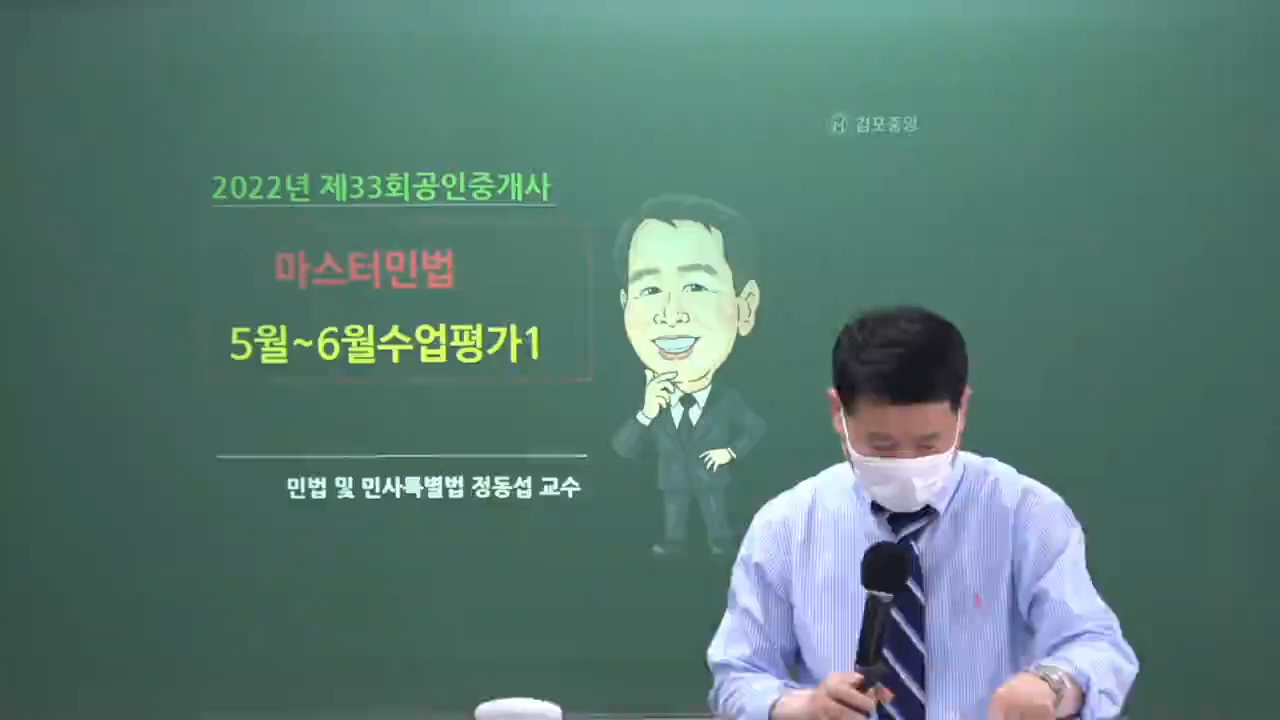 김포중앙
2022년 제33회공인중개사
마스터민법
5월~6월수업평가1
민법 및 민사특별법 정동섭 교수